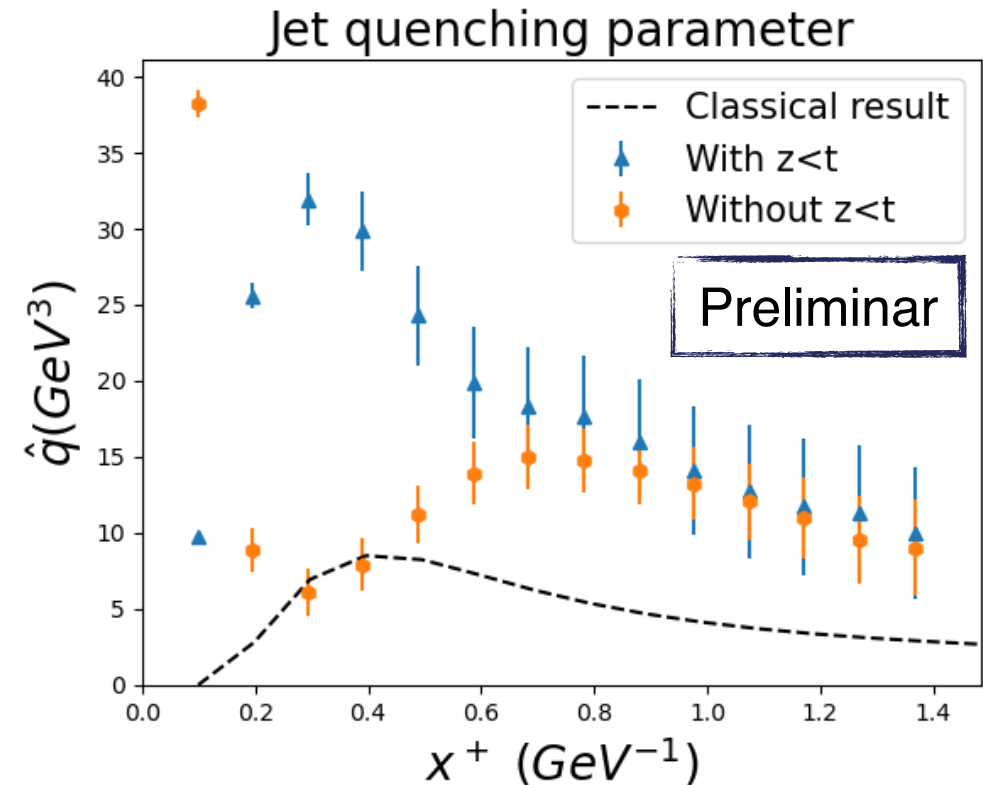 Jet quenching parameter
40
35
30
25
20
15
10
5
0
q̂(GeV³)
Classical result
With z<t
Without z<t
Preliminar
0.0 0.2 0.4 0.6 0.8 1.0 1.2 1.4
x⁺ (GeV⁻¹)